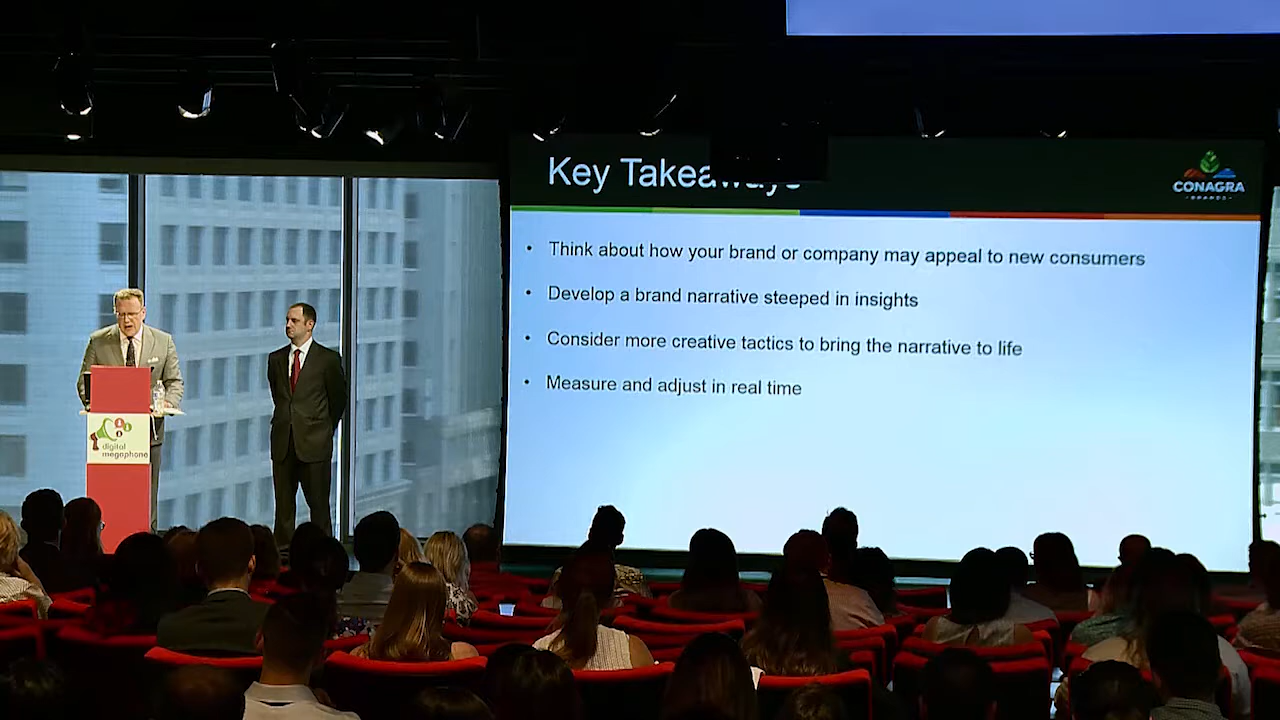 Key Takeaways
CONAGRA
BRANDS
• Think about how your brand or company may appeal to new consumers
• Develop a brand narrative steeped in insights
• Consider more creative tactics to bring the narrative to life
• Measure and adjust in real time
digital
megaphone